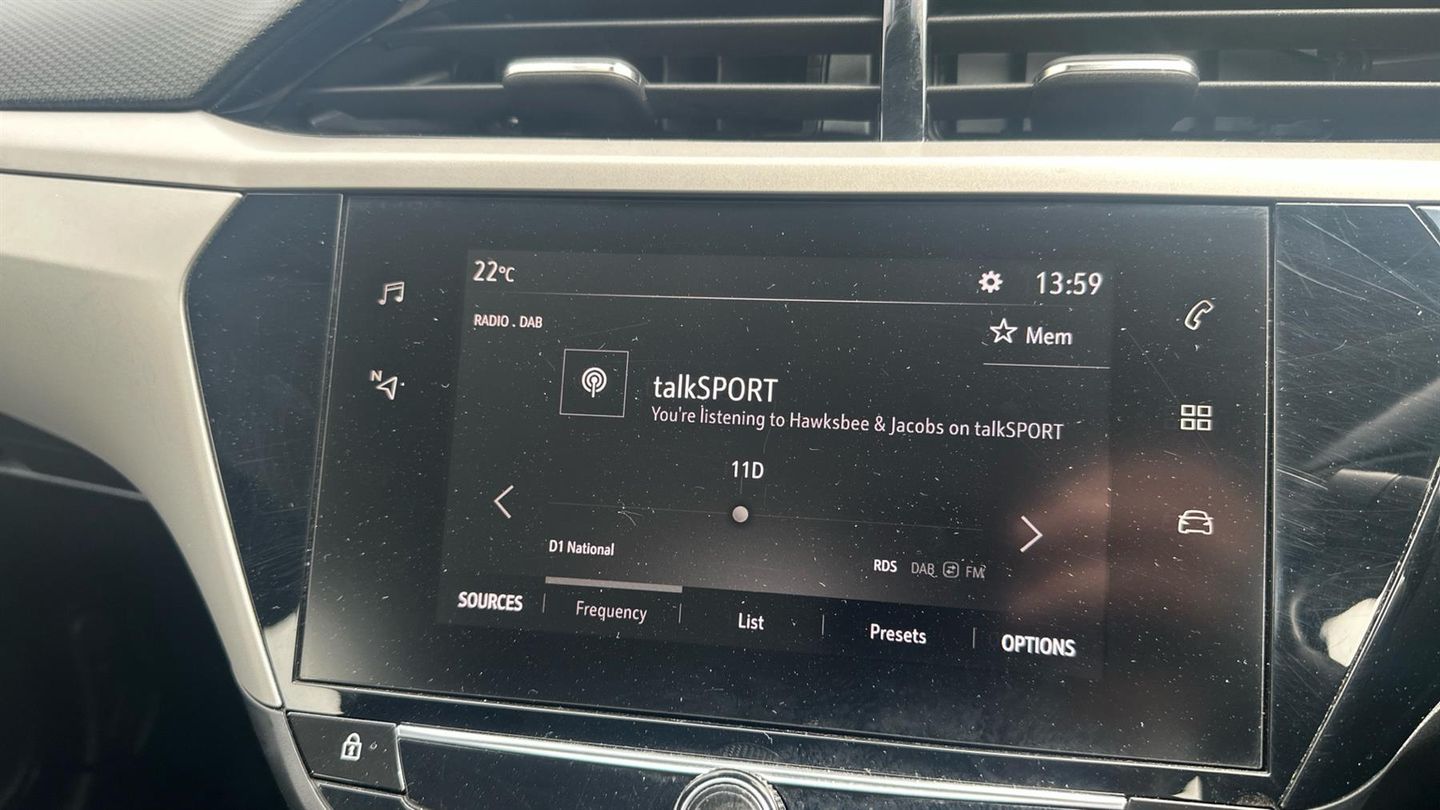 22°C
13:59
RADIO . DAB
Mem
talkSPORT
You're listening to Hawksbee & Jacobs on talkSPORT
11D
N
D1 National
RDS DAB FM
SOURCES Frequency List Presets OPTIONS